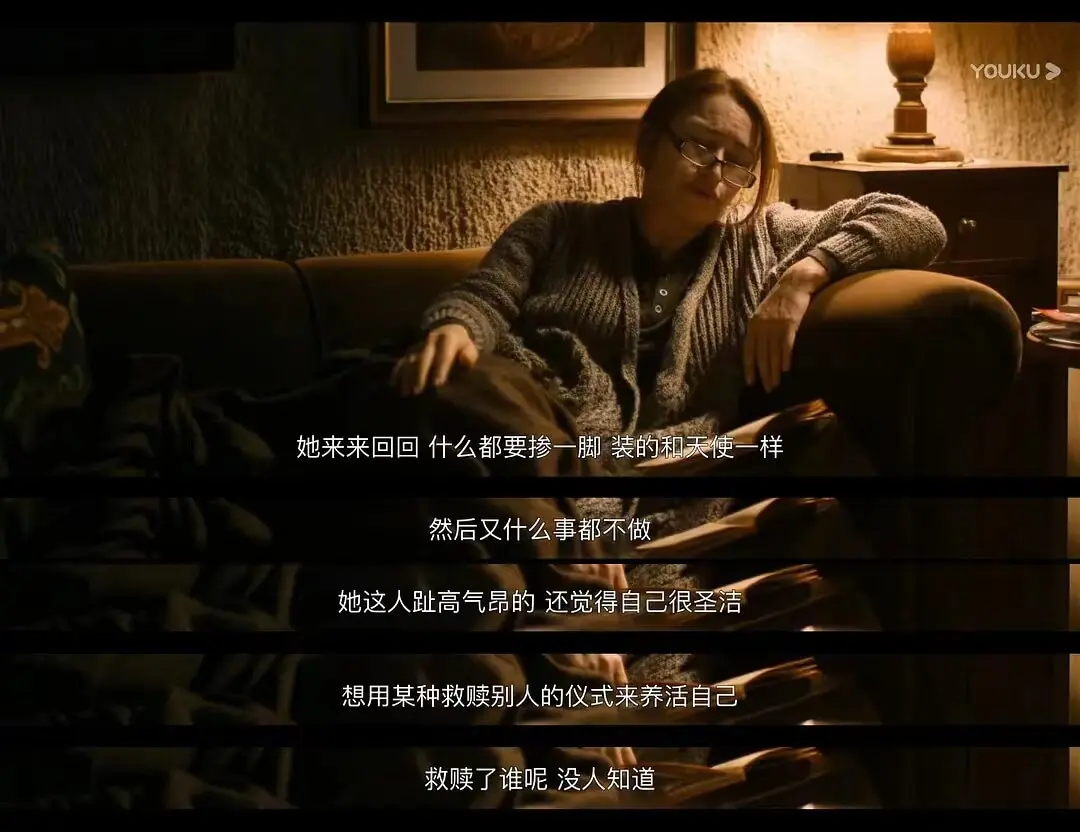 YOUKU
她来来回回 什么都要掺一脚 装的和天使一样
然后又什么事都不做
她这人趾高气昂的 还觉得自己很圣洁
想用某种救赎别人的仪式来养活自己
救赎了谁呢 没人知道